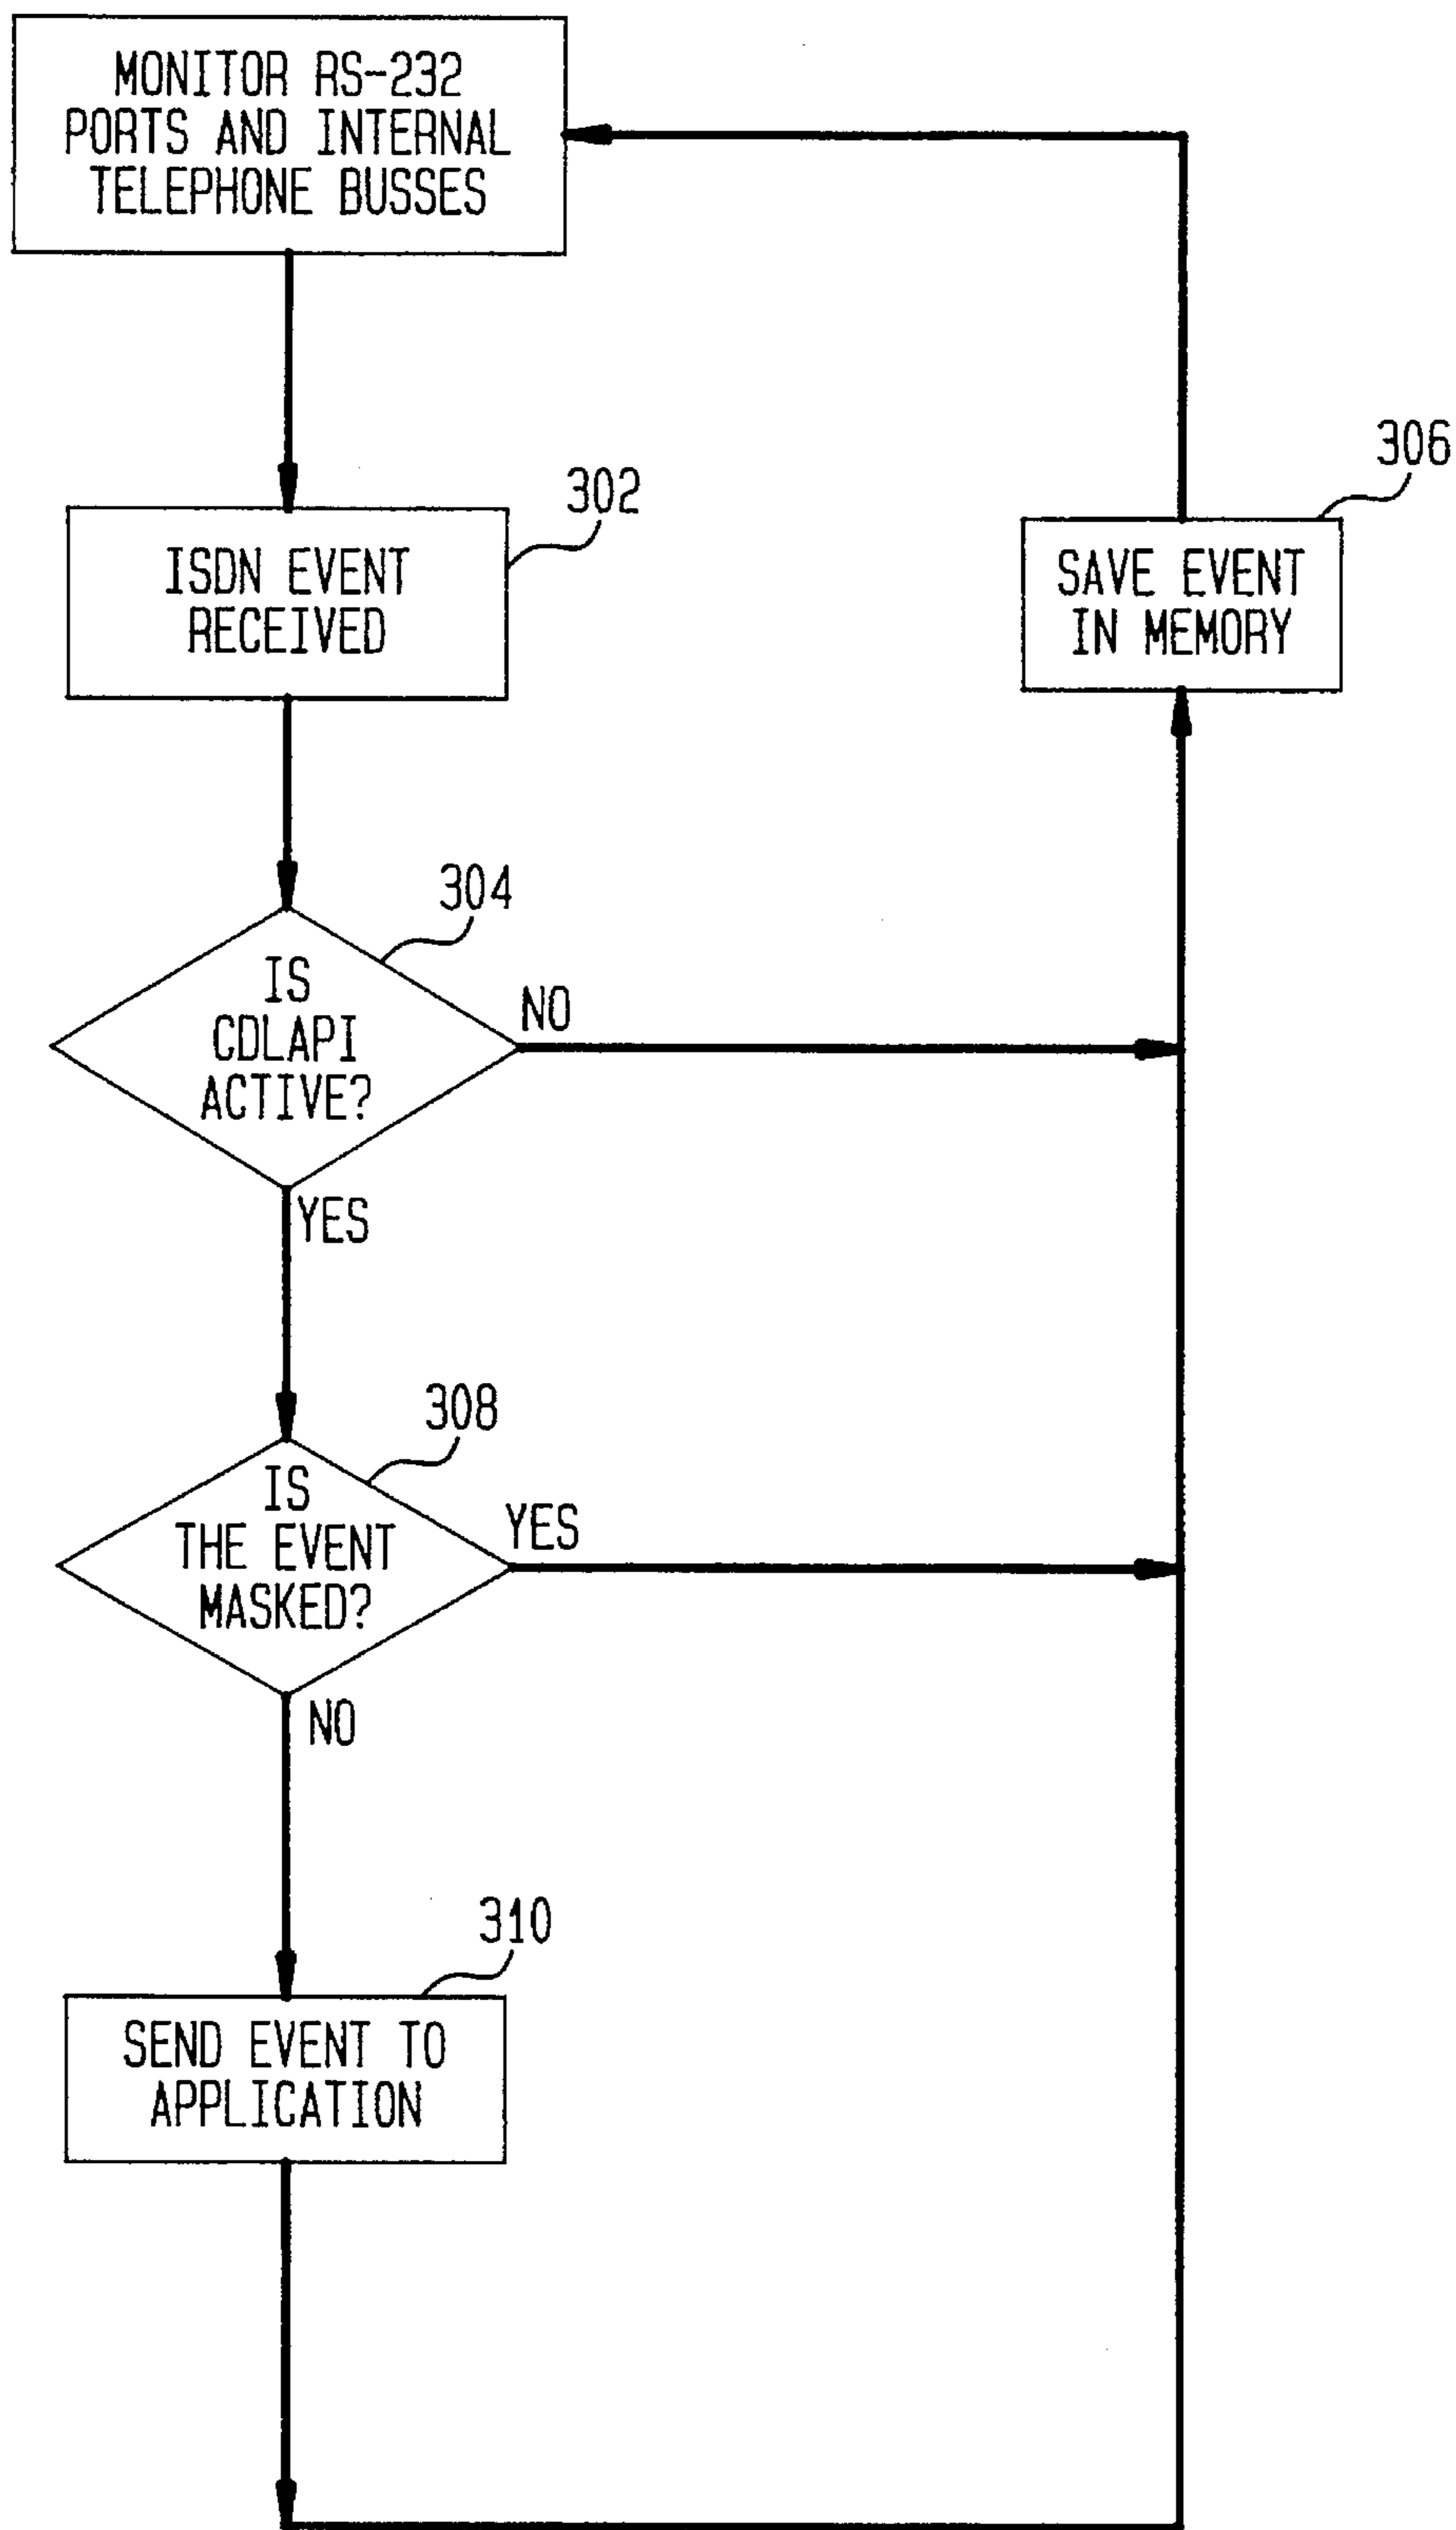 MONITOR RS-232
PORTS AND INTERNAL
TELEPHONE BUSSES
302
ISDN EVENT
RECEIVED
306
SAVE EVENT
IN MEMORY
304
IS
CDLAPI
ACTIVE?
NO
YES
308
IS
THE EVENT
MASKED?
YES
NO
310
SEND EVENT TO
APPLICATION